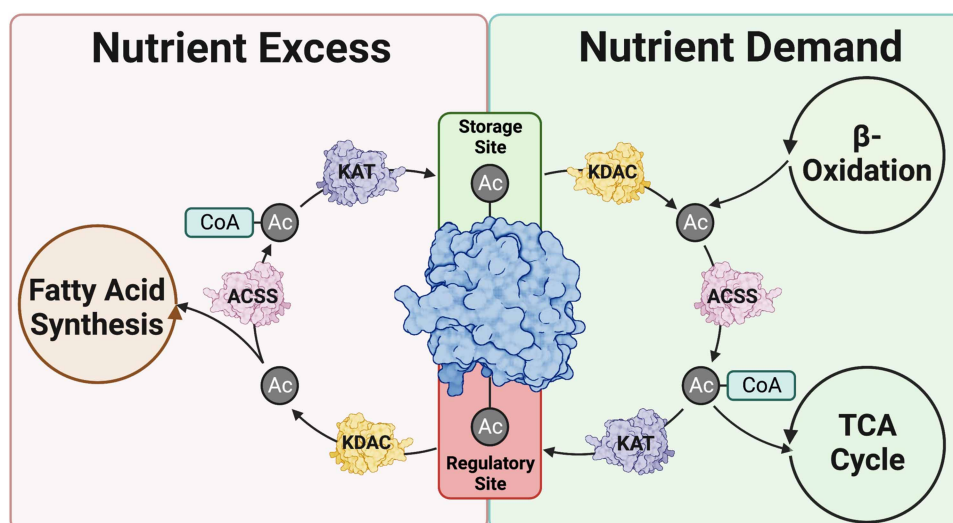 Nutrient Excess
Nutrient Demand
Storage
Site
Ac
KAT
CoA
Ac
ACSS
Fatty Acid
Synthesis
Ac
KDAC
KDAC
Ac
β-
Oxidation
ACSS
Ac
CoA
KAT
TCA
Cycle
Ac
Regulatory
Site